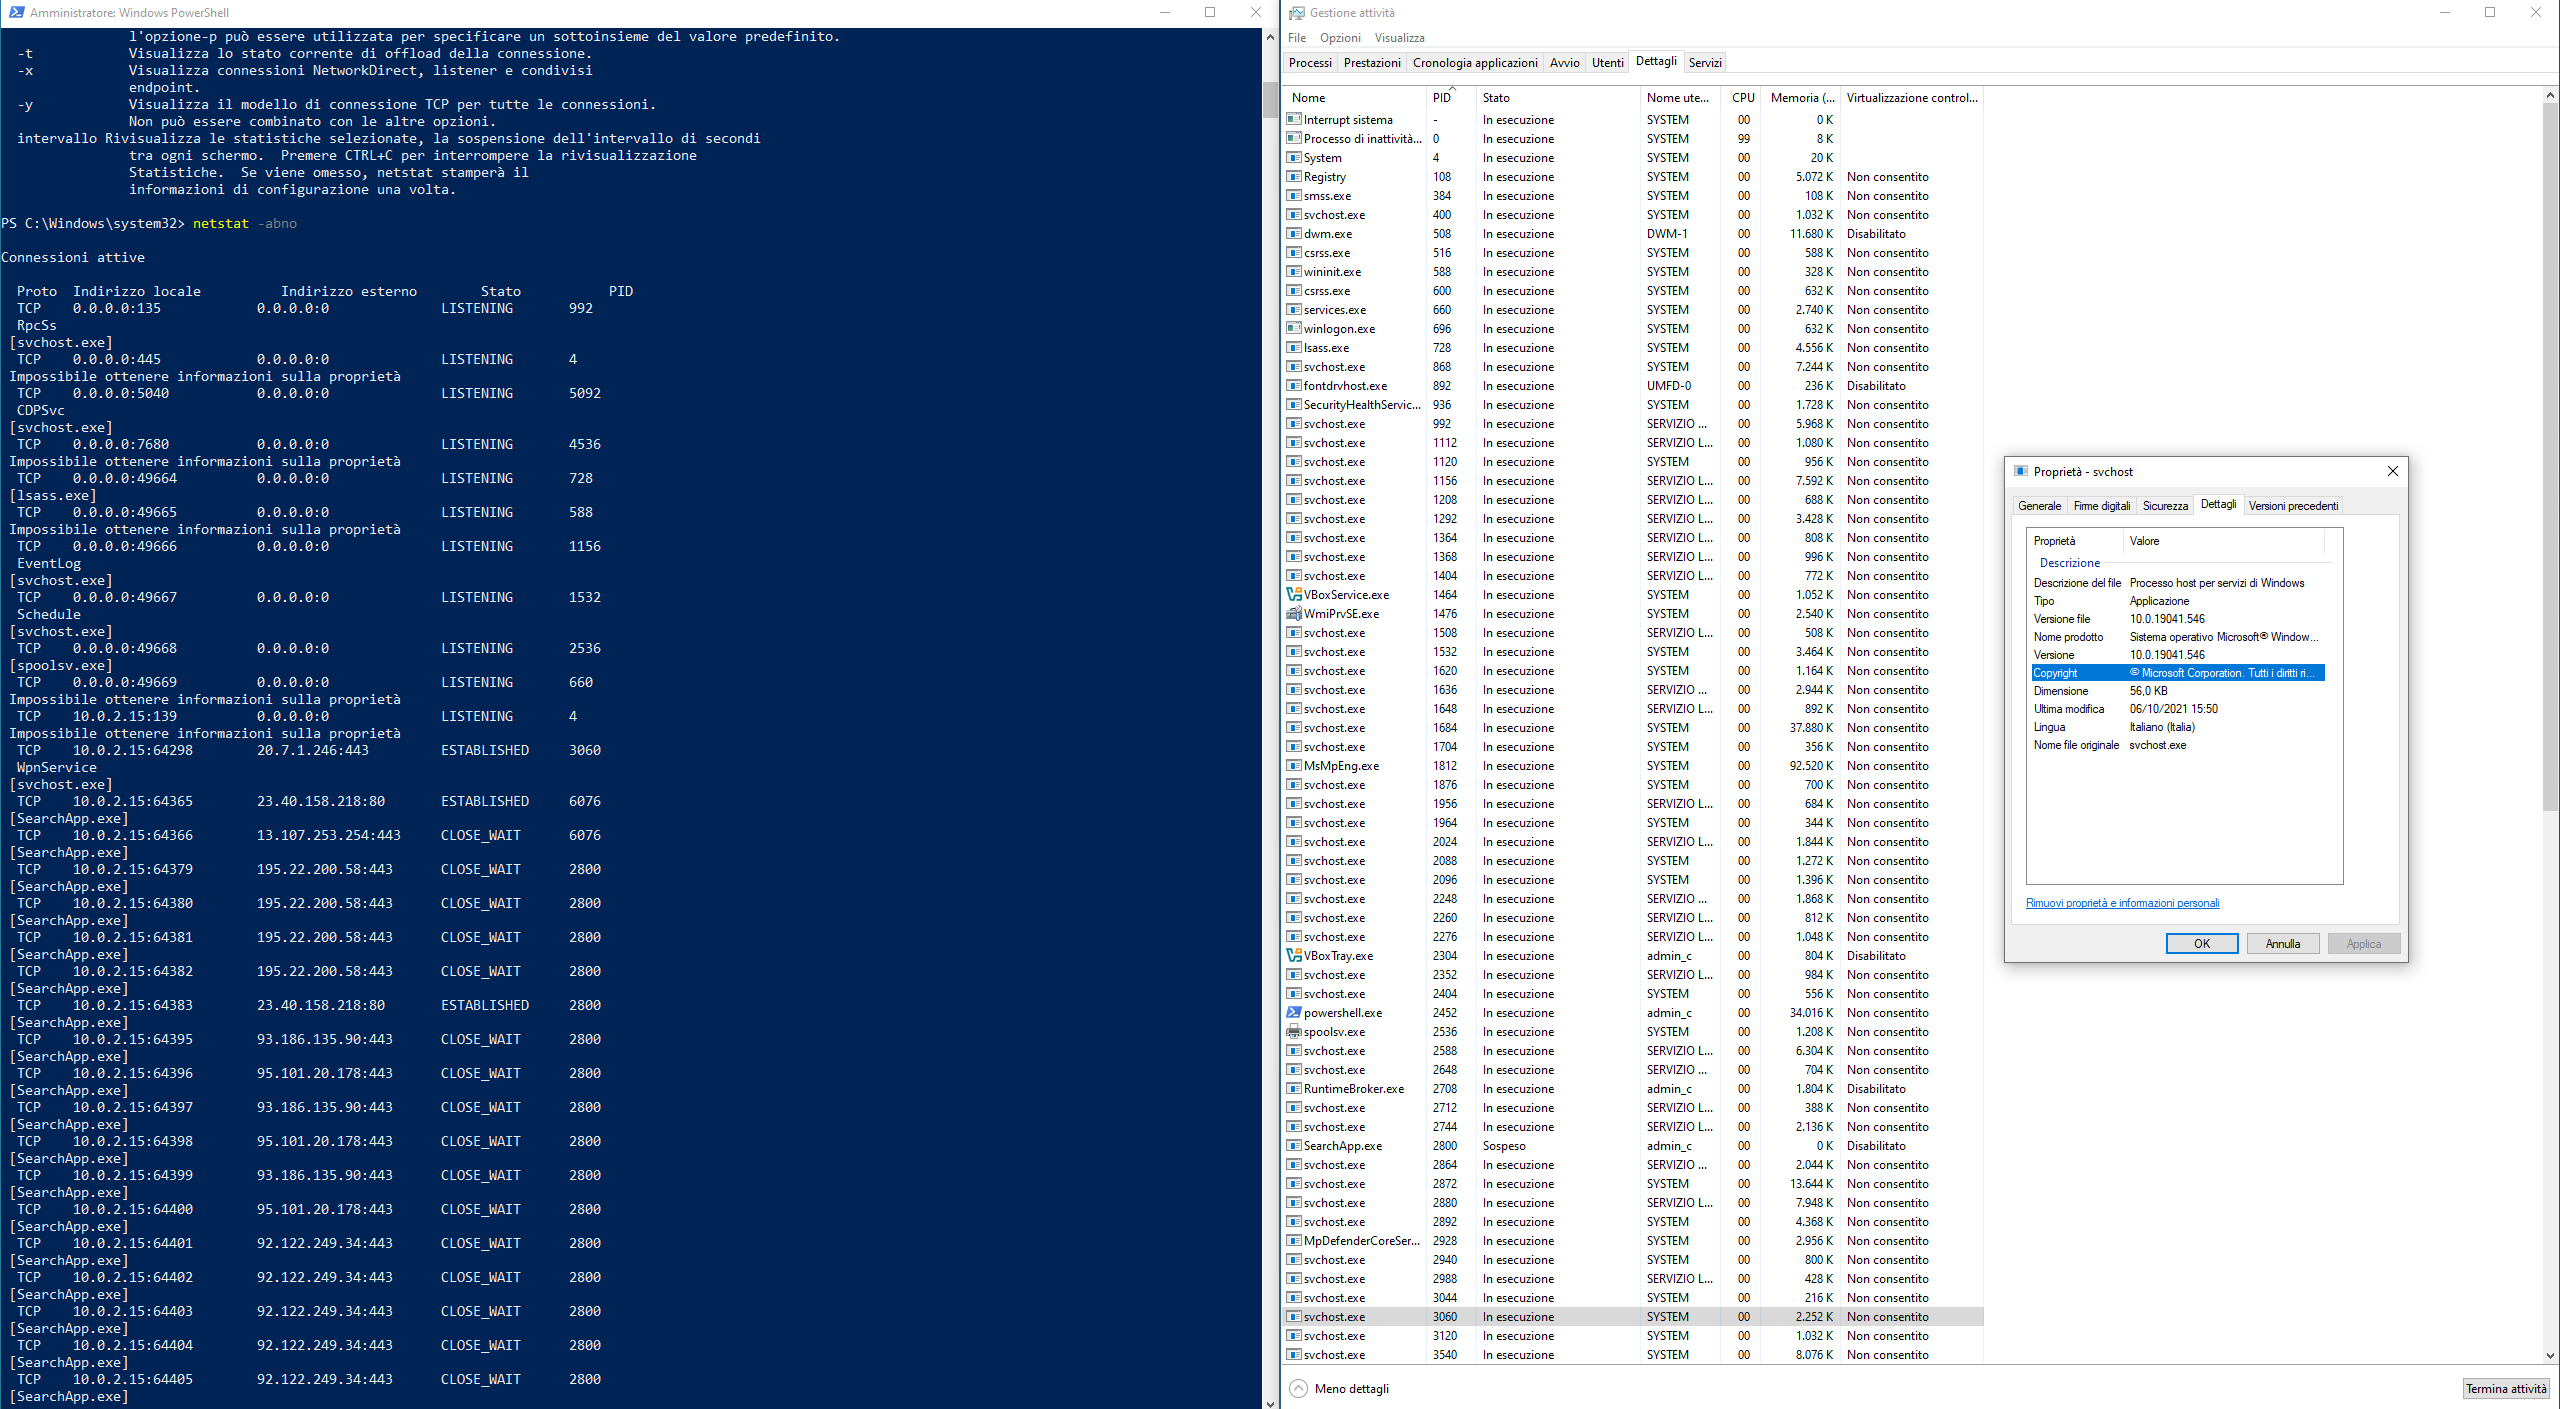 Amministratore: Windows PowerShell
l'opzione-p può essere utilizzata per specificare un sottoinsieme del valore predefinito.
-t Visualizza lo stato corrente di offload della connessione.
-x Visualizza connessioni NetworkDirect, listener e condivisi
endpoint.
-y Visualizza il modello di connessione TCP per tutte le connessioni.
Non può essere combinato con le altre opzioni.
intervallo Rivisualizza le statistiche selezionate, la sospensione dell'intervallo di secondi
tra ogni schermo. Premere CTRL+C per interrompere la rivisualizzazione
Statistiche. Se viene omesso, netstat stamperà il
informazioni di configurazione una volta.
PS C:\Windows\system32> netstat -abno
Connessioni attive
Proto Indirizzo locale Indirizzo esterno Stato PID
TCP 0.0.0.0:135 0.0.0.0:0 LISTENING 992
RpcSs
[svchost.exe]
TCP 0.0.0.0:445 0.0.0.0:0 LISTENING 4
Impossibile ottenere informazioni sulla proprietà
TCP 0.0.0.0:5040 0.0.0.0:0 LISTENING 5092
CDPSvc
[svchost.exe]
TCP 0.0.0.0:7680 0.0.0.0:0 LISTENING 4536
Impossibile ottenere informazioni sulla proprietà
TCP 0.0.0.0:49664 0.0.0.0:0 LISTENING 728
[lsass.exe]
TCP 0.0.0.0:49665 0.0.0.0:0 LISTENING 588
Impossibile ottenere informazioni sulla proprietà
TCP 0.0.0.0:49666 0.0.0.0:0 LISTENING 1156
EventLog
[svchost.exe]
TCP 0.0.0.0:49667 0.0.0.0:0 LISTENING 1532
Schedule
[svchost.exe]
TCP 0.0.0.0:49668 0.0.0.0:0 LISTENING 2536
[spoolsv.exe]
TCP 0.0.0.0:49669 0.0.0.0:0 LISTENING 660
Impossibile ottenere informazioni sulla proprietà
TCP 10.0.2.15:139 0.0.0.0:0 LISTENING 4
Impossibile ottenere informazioni sulla proprietà
TCP 10.0.2.15:64298 20.7.1.246:443 ESTABLISHED 3060
WpnService
[svchost.exe]
TCP 10.0.2.15:64365 23.40.158.218:80 ESTABLISHED 6076
[SearchApp.exe]
TCP 10.0.2.15:64366 13.107.253.254:443 CLOSE_WAIT 6076
[SearchApp.exe]
TCP 10.0.2.15:64379 195.22.200.58:443 CLOSE_WAIT 2800
[SearchApp.exe]
TCP 10.0.2.15:64380 195.22.200.58:443 CLOSE_WAIT 2800
[SearchApp.exe]
TCP 10.0.2.15:64381 195.22.200.58:443 CLOSE_WAIT 2800
[SearchApp.exe]
TCP 10.0.2.15:64382 195.22.200.58:443 CLOSE_WAIT 2800
[SearchApp.exe]
TCP 10.0.2.15:64383 23.40.158.218:80 ESTABLISHED 2800
[SearchApp.exe]
TCP 10.0.2.15:64395 93.186.135.90:443 CLOSE_WAIT 2800
[SearchApp.exe]
TCP 10.0.2.15:64396 95.101.20.178:443 CLOSE_WAIT 2800
[SearchApp.exe]
TCP 10.0.2.15:64397 93.186.135.90:443 CLOSE_WAIT 2800
[SearchApp.exe]
TCP 10.0.2.15:64398 95.101.20.178:443 CLOSE_WAIT 2800
[SearchApp.exe]
TCP 10.0.2.15:64399 93.186.135.90:443 CLOSE_WAIT 2800
[SearchApp.exe]
TCP 10.0.2.15:64400 95.101.20.178:443 CLOSE_WAIT 2800
[SearchApp.exe]
TCP 10.0.2.15:64401 92.122.249.34:443 CLOSE_WAIT 2800
[SearchApp.exe]
TCP 10.0.2.15:64402 92.122.249.34:443 CLOSE_WAIT 2800
[SearchApp.exe]
TCP 10.0.2.15:64403 92.122.249.34:443 CLOSE_WAIT 2800
[SearchApp.exe]
TCP 10.0.2.15:64404 92.122.249.34:443 CLOSE_WAIT 2800
[SearchApp.exe]
TCP 10.0.2.15:64405 92.122.249.34:443 CLOSE_WAIT 2800
[SearchApp.exe]
Gestione attività
File Opzioni Visualizza
Processi Prestazioni Cronologia applicazioni Avvio Utenti Dettagli Servizi
Nome PID Stato Nome ute... CPU Memoria (... Virtualizzazione control...
Interrupt sistema - In esecuzione SYSTEM 00 0 K
Processo di inattività... 0 In esecuzione SYSTEM 99 8 K
System 4 In esecuzione SYSTEM 00 20 K
Registry 108 In esecuzione SYSTEM 00 5.072 K Non consentito
smss.exe 384 In esecuzione SYSTEM 00 108 K Non consentito
svchost.exe 400 In esecuzione SYSTEM 00 1.032 K Non consentito
dwm.exe 508 In esecuzione DWM-1 00 11.680 K Disabilitato
csrss.exe 516 In esecuzione SYSTEM 00 588 K Non consentito
wininit.exe 588 In esecuzione SYSTEM 00 328 K Non consentito
csrss.exe 600 In esecuzione SYSTEM 00 632 K Non consentito
services.exe 660 In esecuzione SYSTEM 00 2.740 K Non consentito
winlogon.exe 696 In esecuzione SYSTEM 00 632 K Non consentito
lsass.exe 728 In esecuzione SYSTEM 00 4.556 K Non consentito
svchost.exe 868 In esecuzione SYSTEM 00 7.244 K Non consentito
fontdrvhost.exe 892 In esecuzione UMFD-0 00 236 K Disabilitato
SecurityHealthServic... 936 In esecuzione SYSTEM 00 1.728 K Non consentito
svchost.exe 992 In esecuzione SERVIZIO ... 00 5.968 K Non consentito
svchost.exe 1112 In esecuzione SERVIZIO L... 00 1.080 K Non consentito
svchost.exe 1120 In esecuzione SYSTEM 00 956 K Non consentito
svchost.exe 1156 In esecuzione SERVIZIO L... 00 7.592 K Non consentito
svchost.exe 1208 In esecuzione SERVIZIO L... 00 688 K Non consentito
svchost.exe 1292 In esecuzione SERVIZIO L... 00 3.428 K Non consentito
svchost.exe 1364 In esecuzione SERVIZIO L... 00 808 K Non consentito
svchost.exe 1368 In esecuzione SERVIZIO L... 00 996 K Non consentito
svchost.exe 1404 In esecuzione SERVIZIO L... 00 772 K Non consentito
VBoxService.exe 1464 In esecuzione SYSTEM 00 1.052 K Non consentito
WmiPrvSE.exe 1476 In esecuzione SYSTEM 00 2.540 K Non consentito
svchost.exe 1508 In esecuzione SERVIZIO L... 00 508 K Non consentito
svchost.exe 1532 In esecuzione SYSTEM 00 3.464 K Non consentito
svchost.exe 1620 In esecuzione SYSTEM 00 1.164 K Non consentito
svchost.exe 1636 In esecuzione SERVIZIO ... 00 2.944 K Non consentito
svchost.exe 1648 In esecuzione SERVIZIO L... 00 892 K Non consentito
svchost.exe 1684 In esecuzione SYSTEM 00 37.880 K Non consentito
svchost.exe 1704 In esecuzione SYSTEM 00 356 K Non consentito
MsMpEng.exe 1812 In esecuzione SYSTEM 00 92.520 K Non consentito
svchost.exe 1876 In esecuzione SYSTEM 00 700 K Non consentito
svchost.exe 1956 In esecuzione SERVIZIO L... 00 684 K Non consentito
svchost.exe 1964 In esecuzione SYSTEM 00 344 K Non consentito
svchost.exe 2024 In esecuzione SERVIZIO L... 00 1.844 K Non consentito
svchost.exe 2088 In esecuzione SYSTEM 00 1.272 K Non consentito
svchost.exe 2096 In esecuzione SYSTEM 00 1.396 K Non consentito
svchost.exe 2248 In esecuzione SERVIZIO ... 00 1.868 K Non consentito
svchost.exe 2260 In esecuzione SERVIZIO L... 00 812 K Non consentito
svchost.exe 2276 In esecuzione SERVIZIO L... 00 1.048 K Non consentito
VBoxTray.exe 2304 In esecuzione admin_c 00 804 K Disabilitato
svchost.exe 2352 In esecuzione SERVIZIO L... 00 984 K Non consentito
svchost.exe 2404 In esecuzione SYSTEM 00 556 K Non consentito
powershell.exe 2452 In esecuzione admin_c 00 34.016 K Non consentito
spoolsv.exe 2536 In esecuzione SYSTEM 00 1.208 K Non consentito
svchost.exe 2588 In esecuzione SERVIZIO L... 00 6.304 K Non consentito
svchost.exe 2648 In esecuzione SERVIZIO ... 00 704 K Non consentito
RuntimeBroker.exe 2708 In esecuzione admin_c 00 1.804 K Disabilitato
svchost.exe 2712 In esecuzione SERVIZIO L... 00 388 K Non consentito
svchost.exe 2744 In esecuzione SERVIZIO L... 00 2.136 K Non consentito
SearchApp.exe 2800 Sospeso admin_c 00 0 K Disabilitato
svchost.exe 2864 In esecuzione SERVIZIO ... 00 2.044 K Non consentito
svchost.exe 2872 In esecuzione SYSTEM 00 13.644 K Non consentito
svchost.exe 2880 In esecuzione SERVIZIO L... 00 7.948 K Non consentito
svchost.exe 2892 In esecuzione SYSTEM 00 4.368 K Non consentito
MpDefenderCoreSer... 2928 In esecuzione SYSTEM 00 2.956 K Non consentito
svchost.exe 2940 In esecuzione SYSTEM 00 800 K Non consentito
svchost.exe 2988 In esecuzione SERVIZIO L... 00 428 K Non consentito
svchost.exe 3044 In esecuzione SYSTEM 00 216 K Non consentito
svchost.exe 3060 In esecuzione SYSTEM 00 2.252 K Non consentito
svchost.exe 3120 In esecuzione SYSTEM 00 1.032 K Non consentito
svchost.exe 3540 In esecuzione SYSTEM 00 8.076 K Non consentito
Meno dettagli
Termina attività
Proprietà - svchost
Generale Firme digitali Sicurezza Dettagli Versioni precedenti
Proprietà Valore
Descrizione
Descrizione del file Processo host per servizi di Windows
Tipo Applicazione
Versione file 10.0.19041.546
Nome prodotto Sistema operativo Microsoft® Window...
Versione 10.0.19041.546
Copyright © Microsoft Corporation. Tutti i diritti ri...
Dimensione 56,0 KB
Ultima modifica 06/10/2021 15:50
Lingua Italiano (Italia)
Nome file originale svchost.exe
Rimuovi proprietà e informazioni personali
OK Annulla Applica